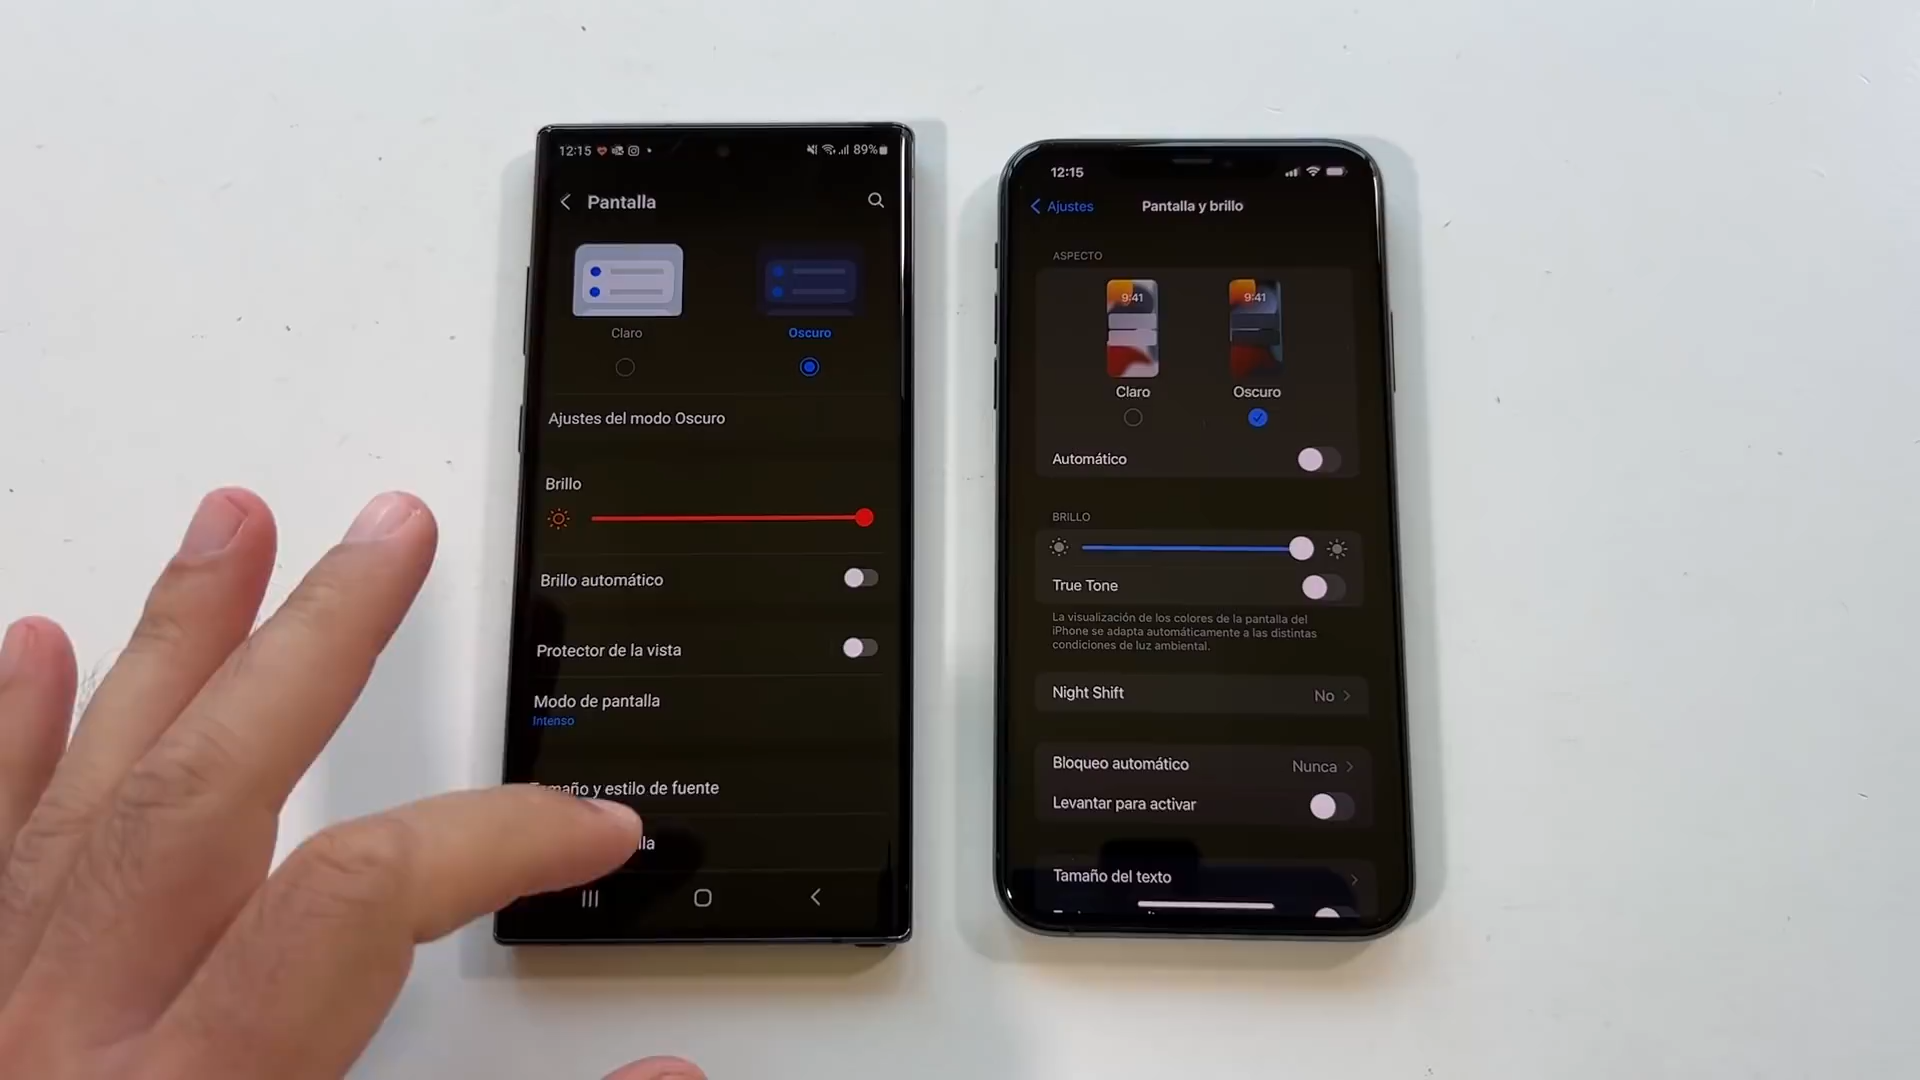 12:15
89%
Pantalla
Claro
Oscuro
Ajustes del modo Oscuro
Brillo
Brillo automático
Protector de la vista
Modo de pantalla
Intenso
y estilo de fuente
12:15
Ajustes
Pantalla y brillo
ASPECTO
9:41
9:41
Claro
Oscuro
Automático
BRILLO
True Tone
La visualización de los colores de la pantalla del
iPhone se adapta automáticamente a las distintas
condiciones de luz ambiental.
Night Shift
No
Bloqueo automático
Nunca
Levantar para activar
Tamaño del texto